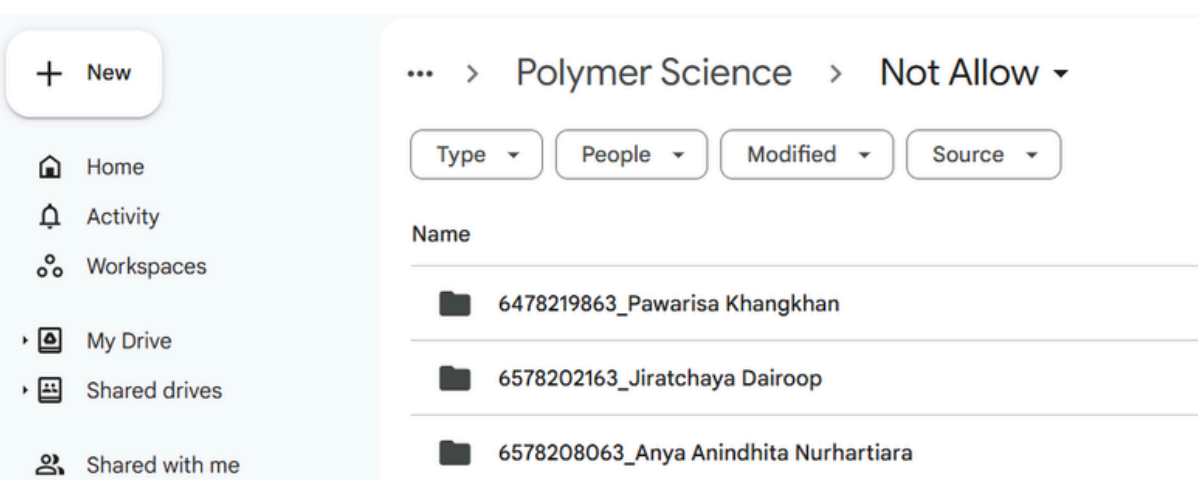 New
Home
Activity
Workspaces
My Drive
Shared drives
Shared with me
... > Polymer Science > Not Allow
Type People Modified Source
Name
6478219863_Pawarisa Khangkhan
6578202163_Jiratchaya Dairoop
6578208063_Anya Anindhita Nurhartiara